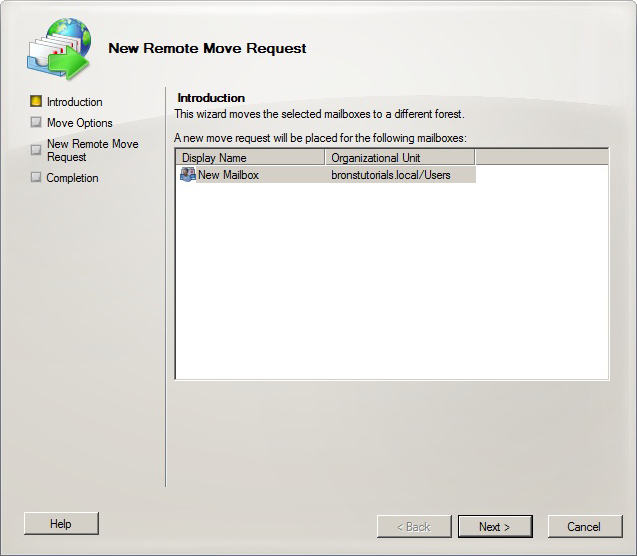 New Remote Move Request
Introduction
Move Options
New Remote Move
Request
Completion
Introduction
This wizard moves the selected mailboxes to a different forest.
A new move request will be placed for the following mailboxes:
Display Name Organizational Unit
New Mailbox bronstutorials.local/Users
Help < Back Next > Cancel